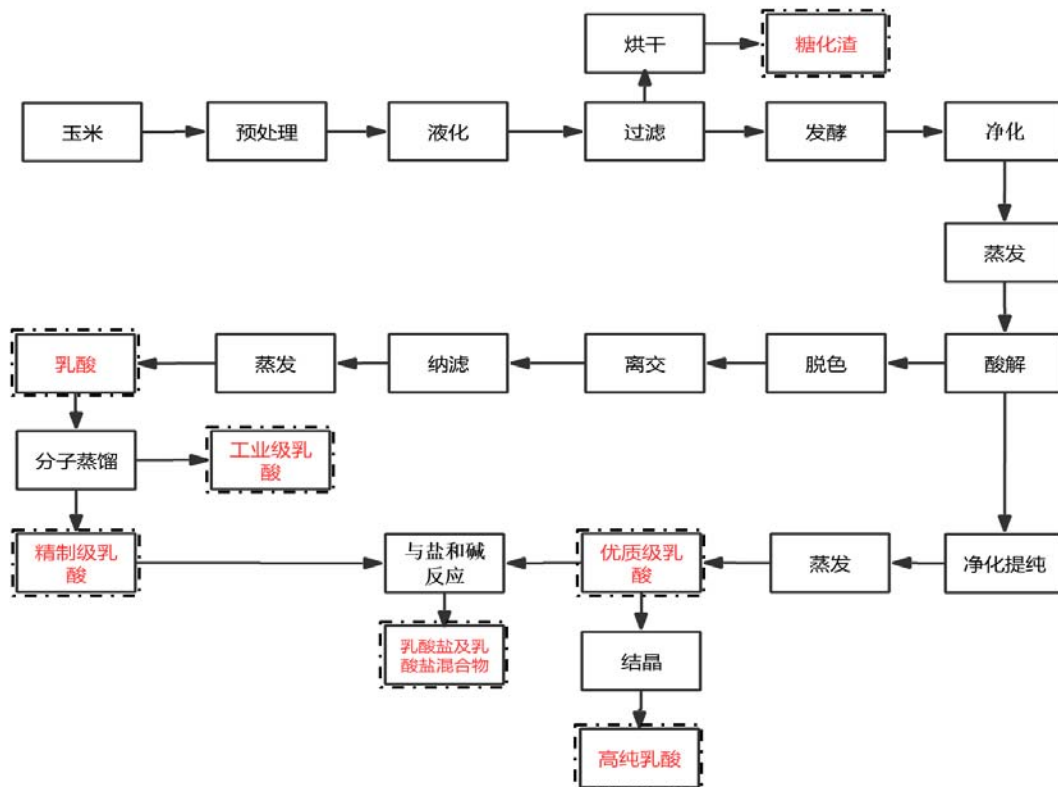 烘干
糖化渣
玉米
预处理
液化
过滤
发酵
净化
蒸发
乳酸
蒸发
纳滤
离交
脱色
酸解
分子蒸馏
工业级乳
酸
精制级乳
酸
与盐和碱
反应
优质级乳
酸
蒸发
净化提纯
乳酸盐及乳
酸盐混合物
结晶
高纯乳酸